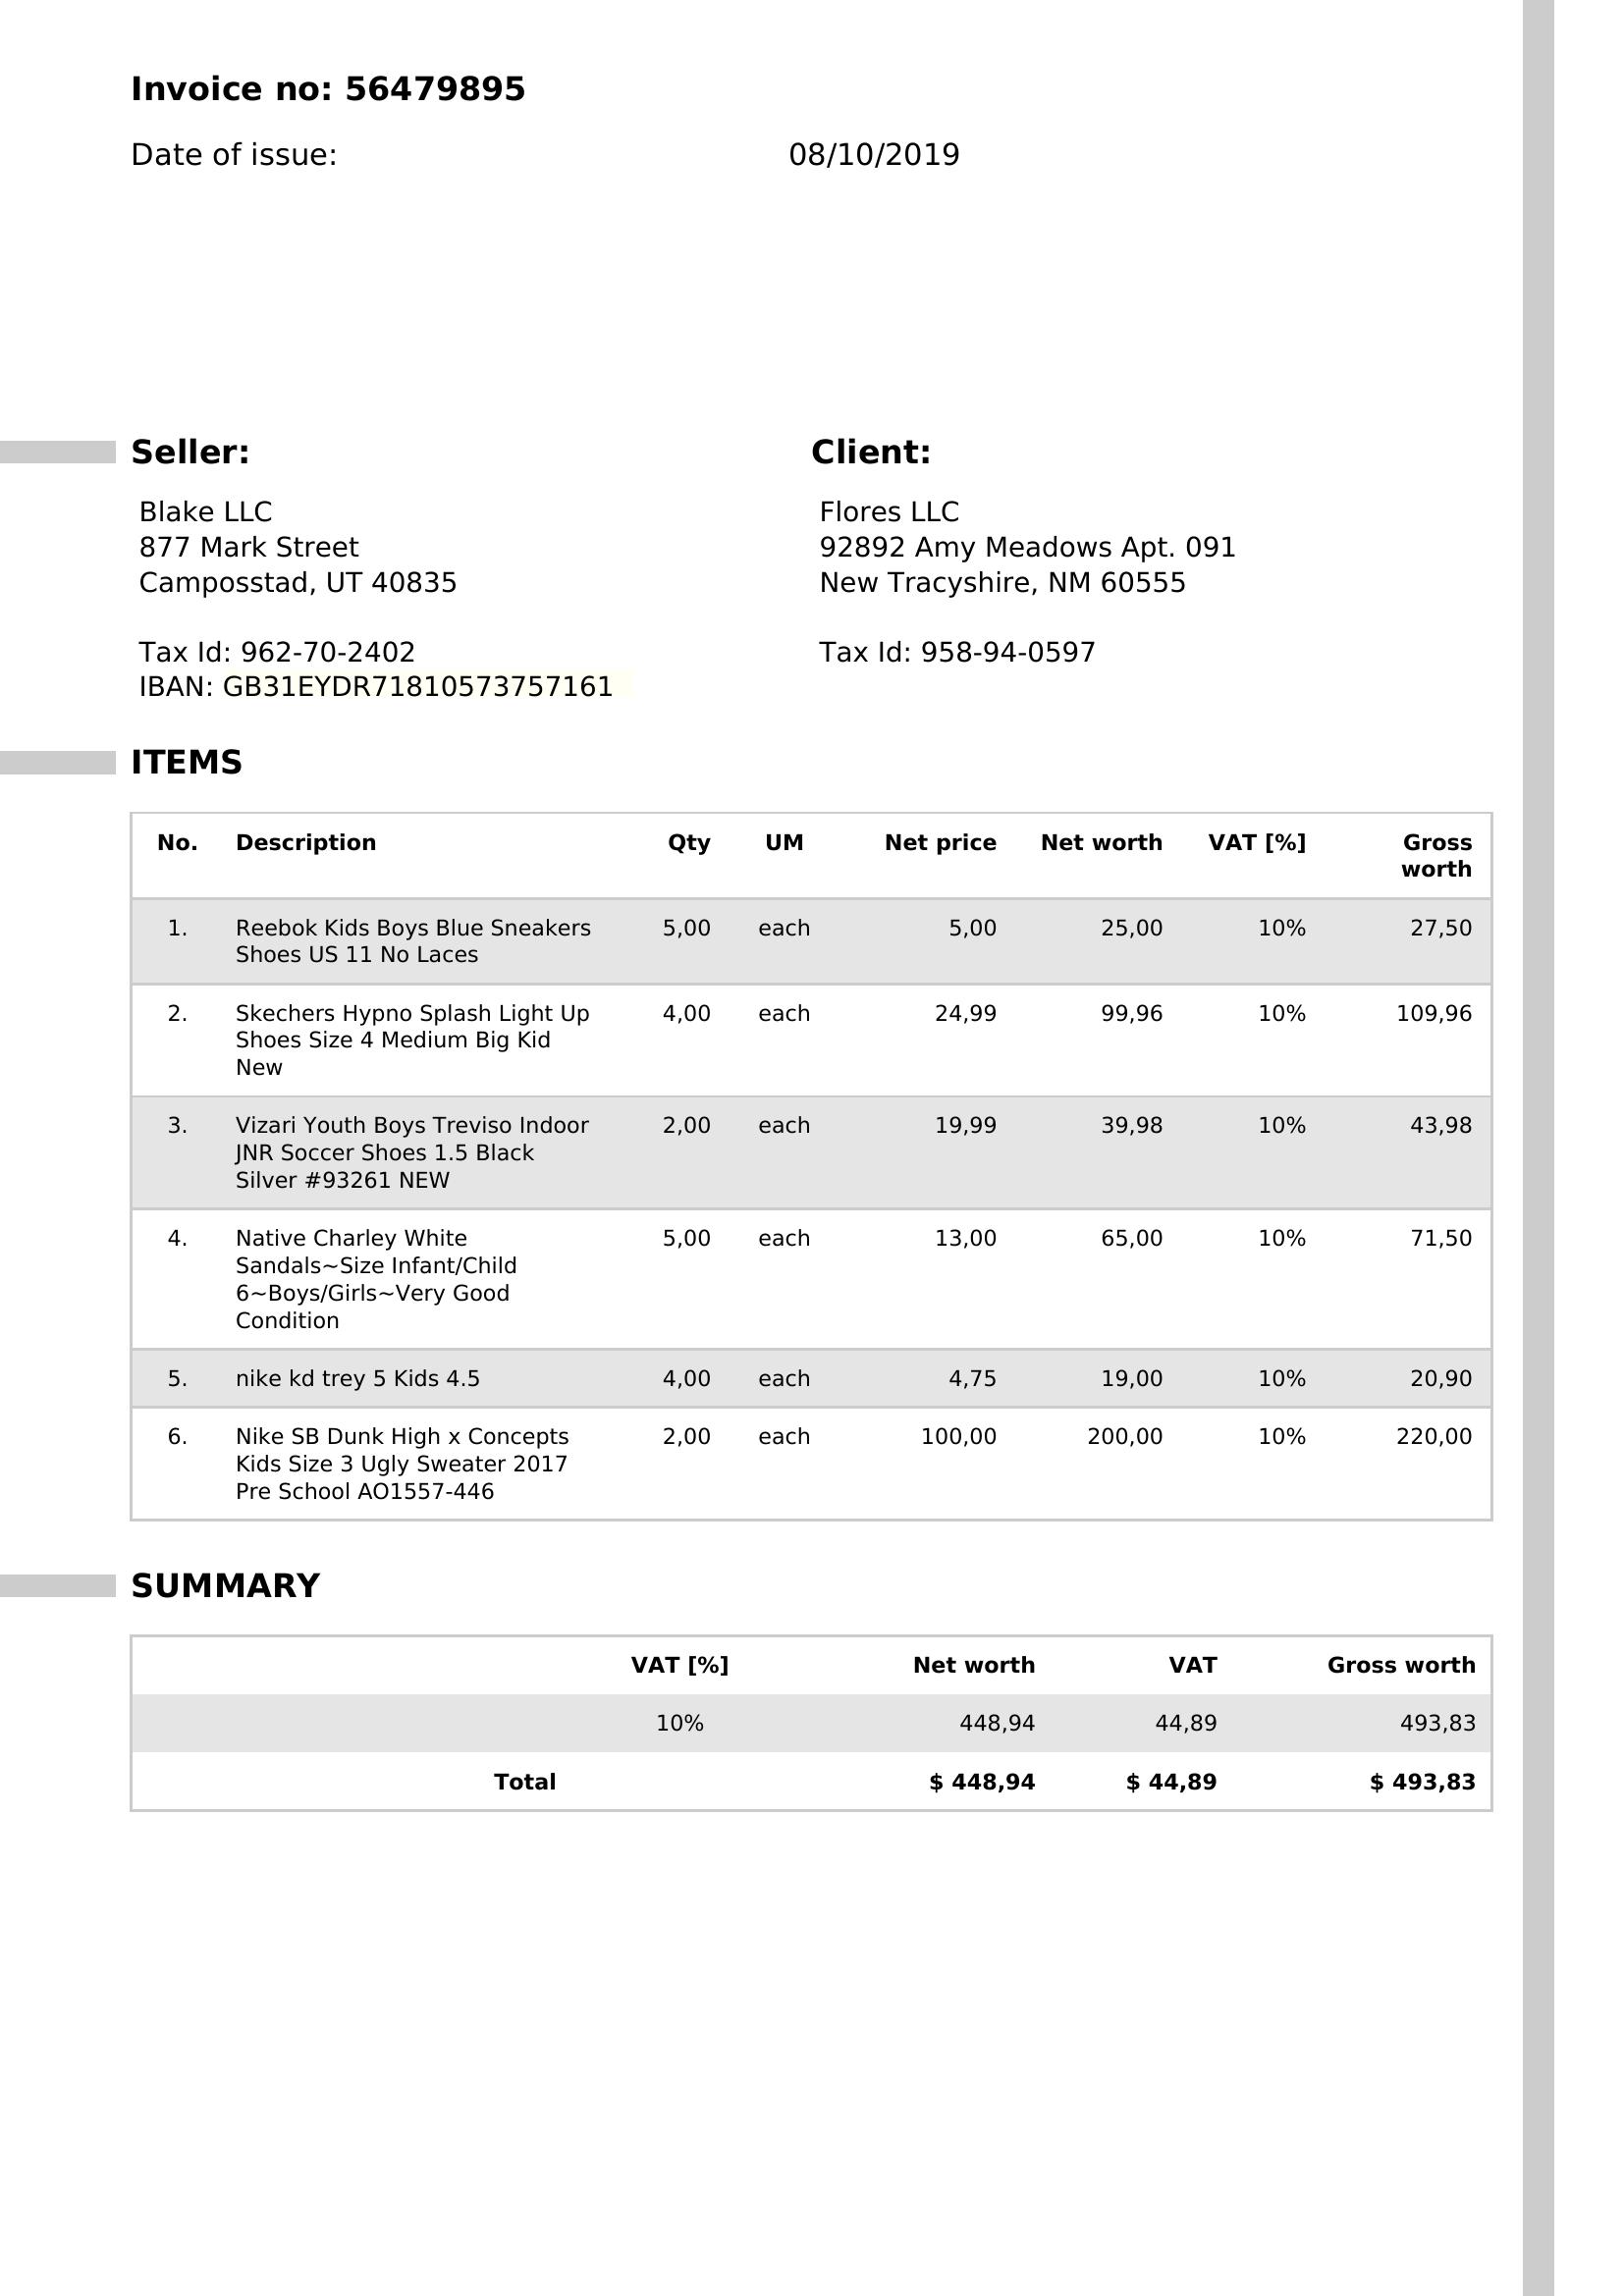 Invoice no: 56479895
Date of issue: 08/10/2019
Seller: Client:
Blake LLC Flores LLC
877 Mark Street 92892 Amy Meadows Apt. 091
Camposstad, UT 40835 New Tracyshire, NM 60555
Tax Id: 962-70-2402 Tax Id: 958-94-0597
IBAN: GB31EYDR71810573757161
ITEMS
No. Description Qty UM Net price Net worth VAT [%] Gross
worth
1. Reebok Kids Boys Blue Sneakers 5,00 each 5,00 25,00 10% 27,50
Shoes US 11 No Laces
2. Skechers Hypno Splash Light Up 4,00 each 24,99 99,96 10% 109,96
Shoes Size 4 Medium Big Kid
New
3. Vizari Youth Boys Treviso Indoor 2,00 each 19,99 39,98 10% 43,98
JNR Soccer Shoes 1.5 Black
Silver #93261 NEW
4. Native Charley White 5,00 each 13,00 65,00 10% 71,50
Sandals~Size Infant/Child
6~Boys/Girls~Very Good
Condition
5. nike kd trey 5 Kids 4.5 4,00 each 4,75 19,00 10% 20,90
6. Nike SB Dunk High x Concepts 2,00 each 100,00 200,00 10% 220,00
Kids Size 3 Ugly Sweater 2017
Pre School AO1557-446
SUMMARY
VAT [%] Net worth VAT Gross worth
10% 448,94 44,89 493,83
Total $ 448,94 $ 44,89 $ 493,83